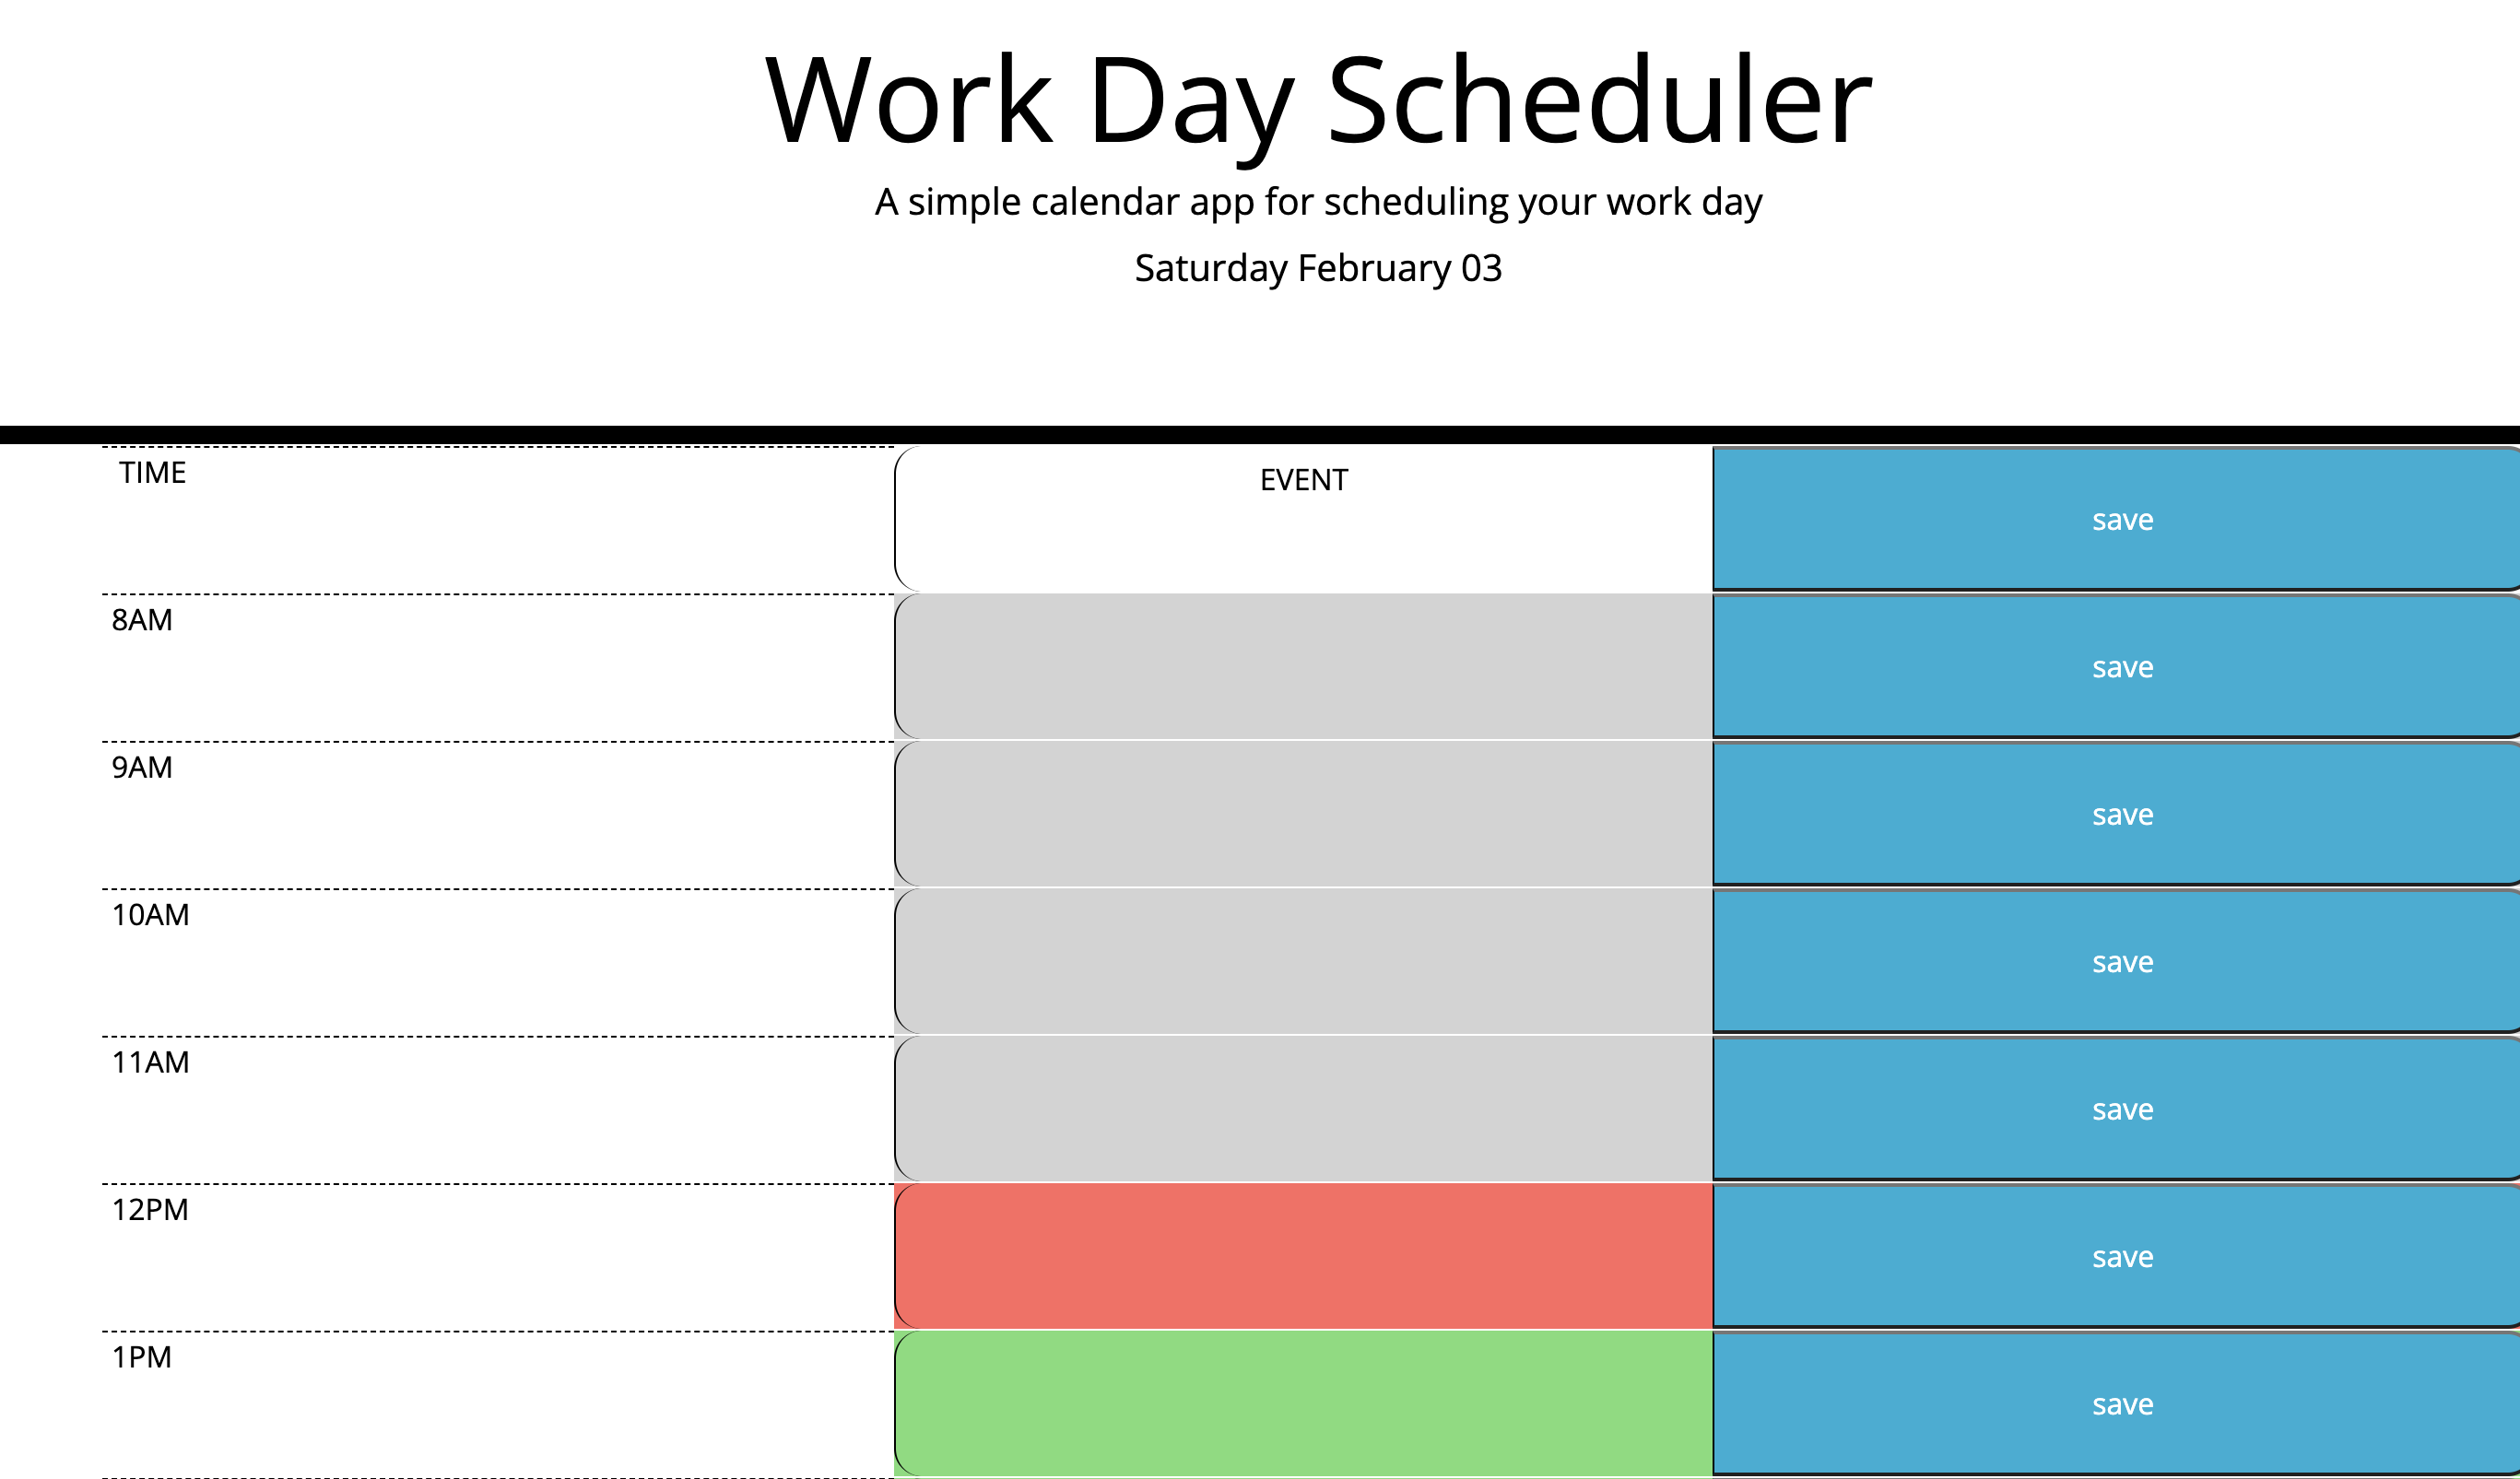 Work Day Scheduler
A simple calendar app for scheduling your work day
Saturday February 03
TIME EVENT save
8AM save
9AM save
10AM save
11AM save
12PM save
1PM save